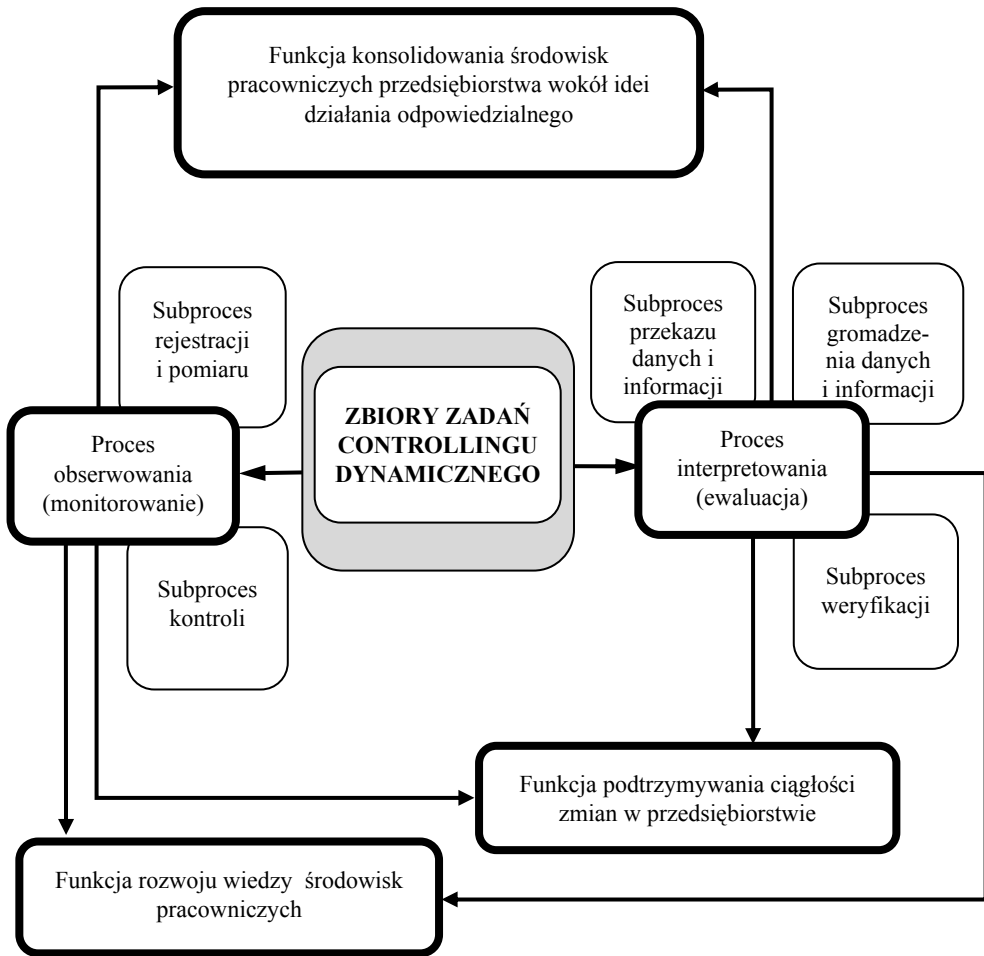 Funkcja konsolidowania środowisk
pracowniczych przedsiębiorstwa wokół idei
działania odpowiedzialnego
Subproces
rejestracji
i pomiaru
Subproces
przekazu
danych i
informacji
Subproces
gromadze-
nia danych
i informacji
ZBIORY ZADAŃ
CONTROLLINGU
DYNAMICZNEGO
Proces
obserwowania
(monitorowanie)
Proces
interpretowania
(ewaluacja)
Subproces
kontroli
Subproces
weryfikacji
Funkcja podtrzymywania ciągłości
zmian w przedsiębiorstwie
Funkcja rozwoju wiedzy  środowisk
pracowniczych